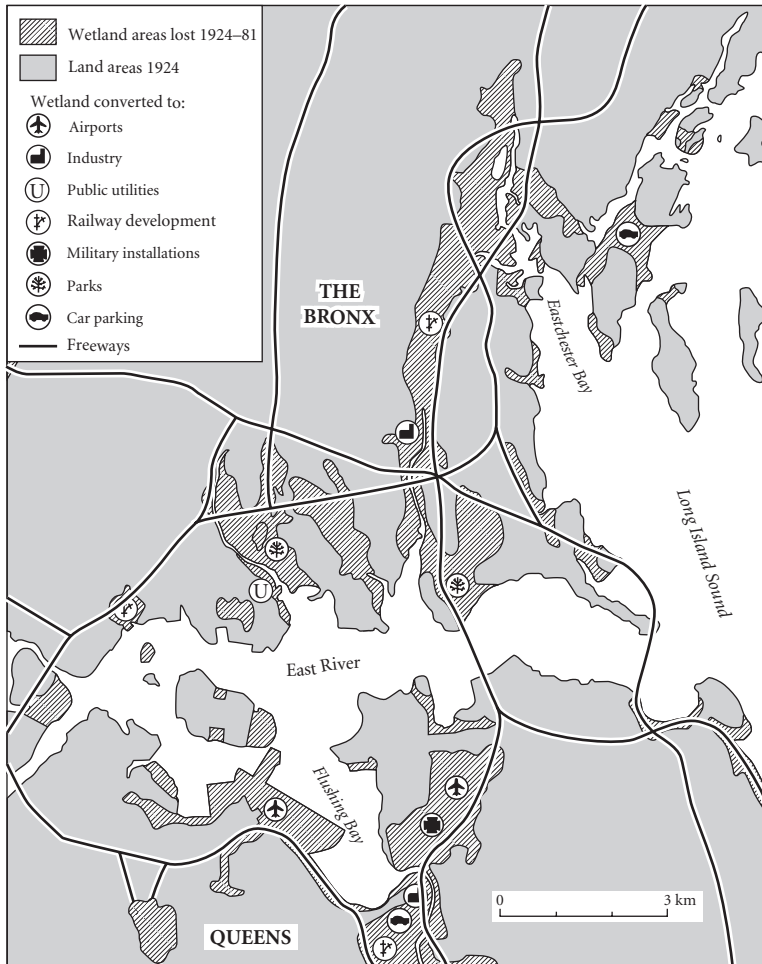 Wetland areas lost 1924–81
Land areas 1924
Wetland converted to:
Airports
Industry
U Public utilities
Railway development
Military installations
Parks
Car parking
Freeways
THE
BRONX
Eastchester Bay
Long Island Sound
U
East River
Flushing Bay
0 3 km
QUEENS